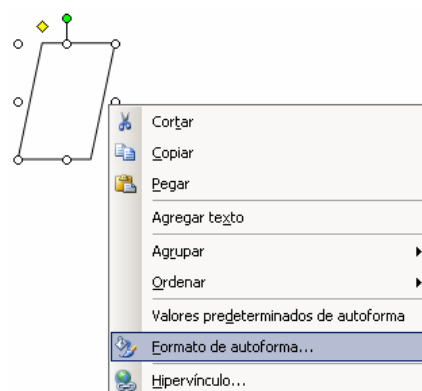 Cortar
Copiar
Pegar
Agregar texto
Agrupar
Ordenar
Valores predeterminados de autoforma
Formato de autoforma...
Hipervínculo...